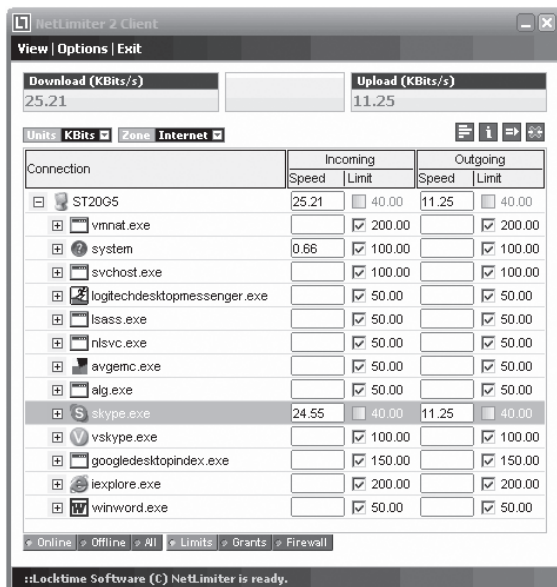 NetLimiter 2 Client
View | Options | Exit
Download (KBits/s)
25.21
Upload (KBits/s)
11.25
Units KBits Zone Internet
Connection Incoming Outgoing
Speed Limit Speed Limit
ST20G5 25.21 40.00 11.25 40.00
vmnat.exe 200.00 200.00
system 0.66 100.00 100.00
svchost.exe 100.00 100.00
logitechdesktopmessenger.exe 50.00 50.00
lsass.exe 50.00 50.00
nlsvc.exe 50.00 50.00
avgemc.exe 50.00 50.00
alg.exe 50.00 50.00
skype.exe 24.55 40.00 11.25 40.00
vskype.exe 100.00 100.00
googledesktopindex.exe 150.00 150.00
iexplore.exe 200.00 200.00
winword.exe 50.00 50.00
Online Offline All Limits Grants Firewall
::Locktime Software (C) NetLimiter is ready.